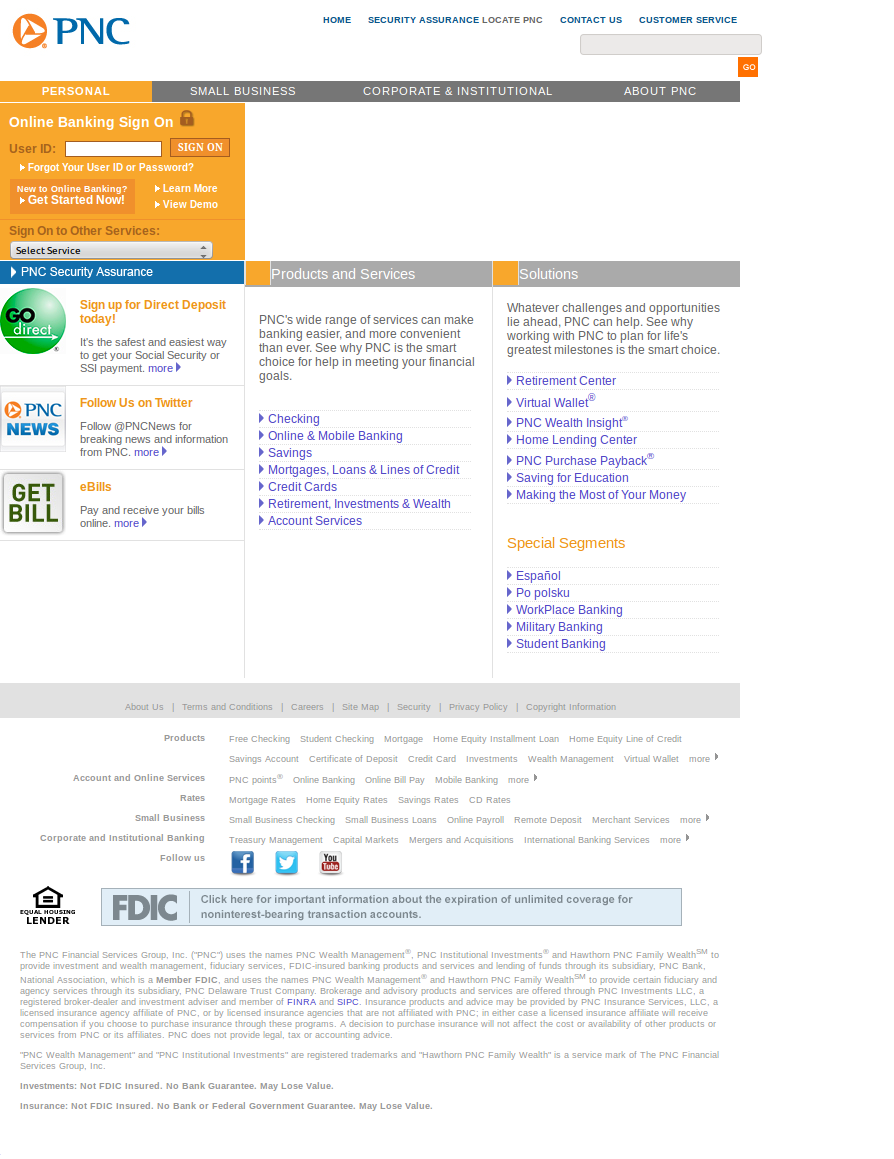 PNC
HOME SECURITY ASSURANCE LOCATE PNC CONTACT US CUSTOMER SERVICE
GO
PERSONAL SMALL BUSINESS CORPORATE & INSTITUTIONAL ABOUT PNC
Online Banking Sign On
User ID: SIGN ON
Forgot Your User ID or Password?
New to Online Banking?
Get Started Now!
Learn More
View Demo
Sign On to Other Services:
Select Service
PNC Security Assurance
GO direct ®
Sign up for Direct Deposit
today!
It's the safest and easiest way
to get your Social Security or
SSI payment. more
PNC
NEWS
Follow Us on Twitter
Follow @PNCNews for
breaking news and information
from PNC. more
GET
BILL
eBills
Pay and receive your bills
online. more
Products and Services
PNC's wide range of services can make
banking easier, and more convenient
than ever. See why PNC is the smart
choice for help in meeting your financial
goals.
Checking
Online & Mobile Banking
Savings
Mortgages, Loans & Lines of Credit
Credit Cards
Retirement, Investments & Wealth
Account Services
Solutions
Whatever challenges and opportunities
lie ahead, PNC can help. See why
working with PNC to plan for life's
greatest milestones is the smart choice.
Retirement Center
Virtual Wallet®
PNC Wealth Insight®
Home Lending Center
PNC Purchase Payback®
Saving for Education
Making the Most of Your Money
Special Segments
Español
Po polsku
WorkPlace Banking
Military Banking
Student Banking
About Us | Terms and Conditions | Careers | Site Map | Security | Privacy Policy | Copyright Information
Products Free Checking Student Checking Mortgage Home Equity Installment Loan Home Equity Line of Credit
Savings Account Certificate of Deposit Credit Card Investments Wealth Management Virtual Wallet more
Account and Online Services PNC points® Online Banking Online Bill Pay Mobile Banking more
Rates Mortgage Rates Home Equity Rates Savings Rates CD Rates
Small Business Small Business Checking Small Business Loans Online Payroll Remote Deposit Merchant Services more
Corporate and Institutional Banking Treasury Management Capital Markets Mergers and Acquisitions International Banking Services more
Follow us f You Tube
EQUAL HOUSING
LENDER
FDIC
Click here for important information about the expiration of unlimited coverage for
noninterest-bearing transaction accounts.
The PNC Financial Services Group, Inc. ("PNC") uses the names PNC Wealth Management®, PNC Institutional Investments® and Hawthorn PNC Family WealthSM to
provide investment and wealth management, fiduciary services, FDIC-insured banking products and services and lending of funds through its subsidiary, PNC Bank,
National Association, which is a Member FDIC, and uses the names PNC Wealth Management® and Hawthorn PNC Family WealthSM to provide certain fiduciary and
agency services through its subsidiary, PNC Delaware Trust Company. Brokerage and advisory products and services are offered through PNC Investments LLC, a
registered broker-dealer and investment adviser and member of FINRA and SIPC. Insurance products and advice may be provided by PNC Insurance Services, LLC, a
licensed insurance agency affiliate of PNC, or by licensed insurance agencies that are not affiliated with PNC; in either case a licensed insurance affiliate will receive
compensation if you choose to purchase insurance through these programs. A decision to purchase insurance will not affect the cost or availability of other products or
services from PNC or its affiliates. PNC does not provide legal, tax or accounting advice.
"PNC Wealth Management" and "PNC Institutional Investments" are registered trademarks and "Hawthorn PNC Family Wealth" is a service mark of The PNC Financial
Services Group, Inc.
Investments: Not FDIC Insured. No Bank Guarantee. May Lose Value.
Insurance: Not FDIC Insured. No Bank or Federal Government Guarantee. May Lose Value.